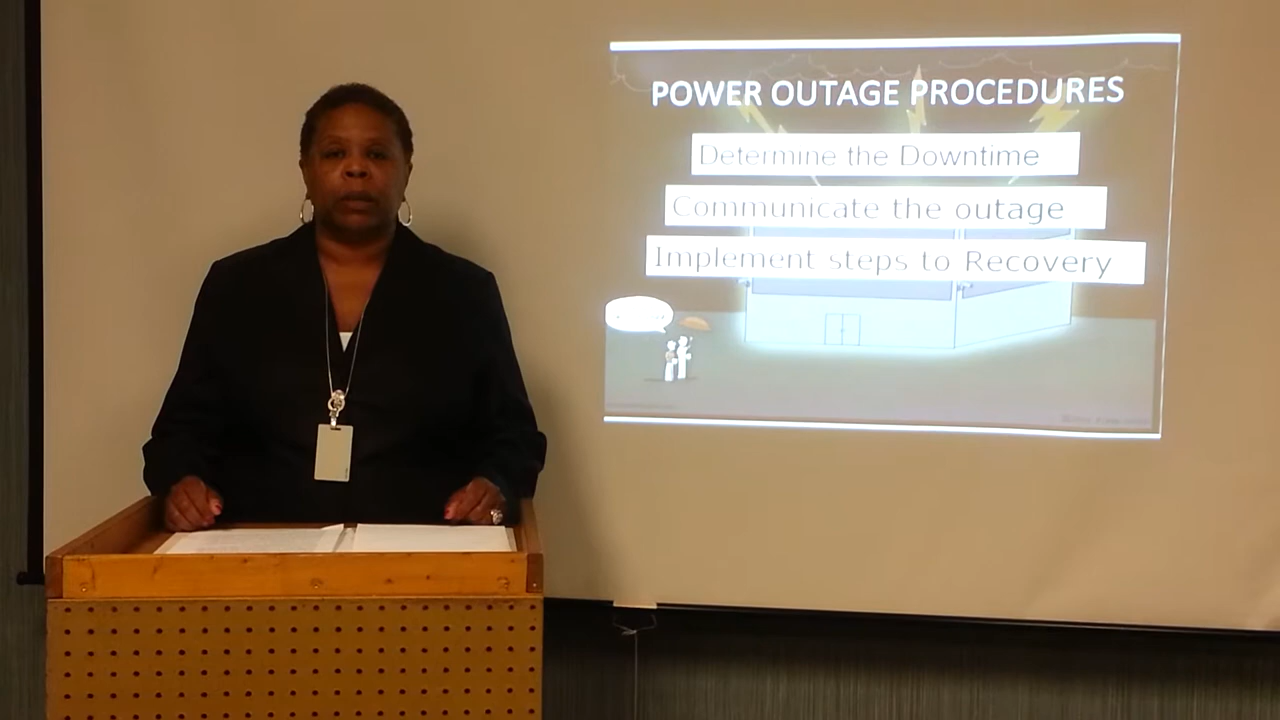 POWER OUTAGE PROCEDURES
Determine the Downtime
Communicate the outage
Implement steps to Recovery